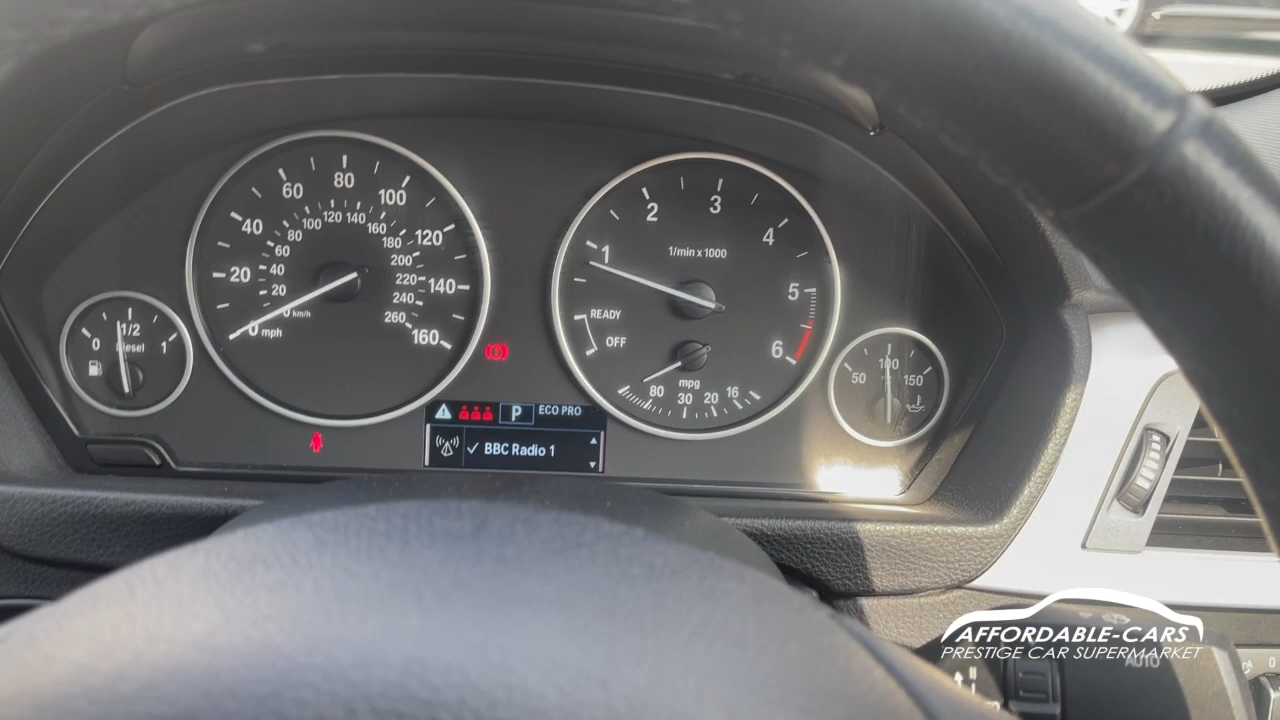 0 1/2 1
Diesel
0 20 40 60 80 100 120 140 160
mph
0 20 40 60 80 100 120 140 160 180 200 220 240 260
km/h
1 2 3 4 5 6
1/min x 1000
READY
OFF
mpg
80 30 20 16
50 100 150
P ECO PRO
BBC Radio 1
AFFORDABLE-CARS
PRESTIGE CAR SUPERMARKET
AUTO
0